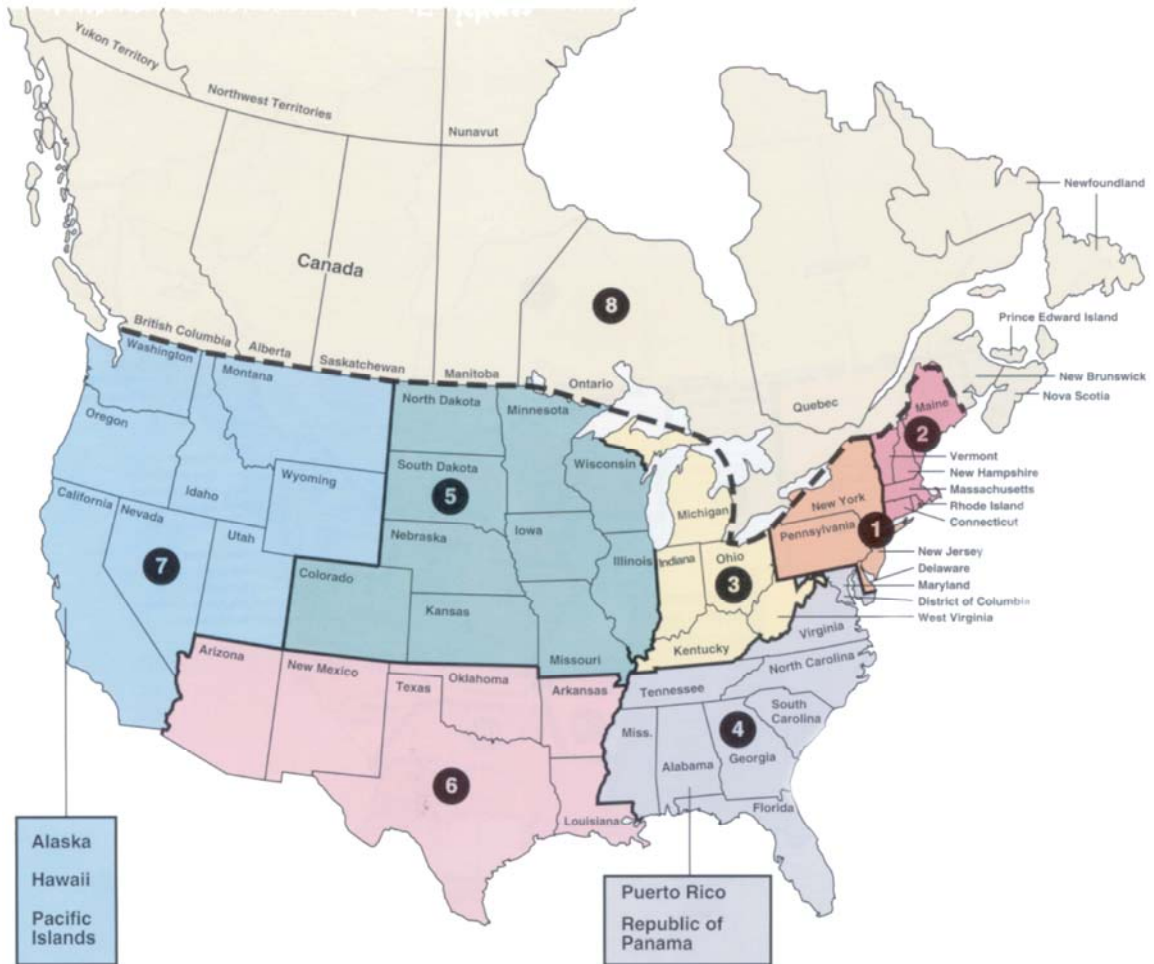 Yukon Territory
Northwest Territories
Nunavut
Newfoundland
Canada
8
Prince Edward Island
British Columbia
Alberta
Saskatchewan
Manitoba
Ontario
Quebec
New Brunswick
Nova Scotia
Washington
Montana
North Dakota
Minnesota
Maine
2
Oregon
Idaho
Wyoming
South Dakota
5
Wisconsin
Michigan
Vermont
New Hampshire
Massachusetts
Rhode Island
Connecticut
New York
Pennsylvania
1
California
Nevada
Utah
7
Nebraska
Iowa
Illinois
Indiana
Ohio
3
New Jersey
Delaware
Maryland
District of Columbia
West Virginia
Colorado
Kansas
Missouri
Kentucky
Virginia
North Carolina
Arizona
New Mexico
Texas
Oklahoma
Arkansas
Tennessee
South
Carolina
Miss.
Alabama
4
Georgia
6
Louisiana
Florida
Alaska
Hawaii
Pacific
Islands
Puerto Rico
Republic of
Panama